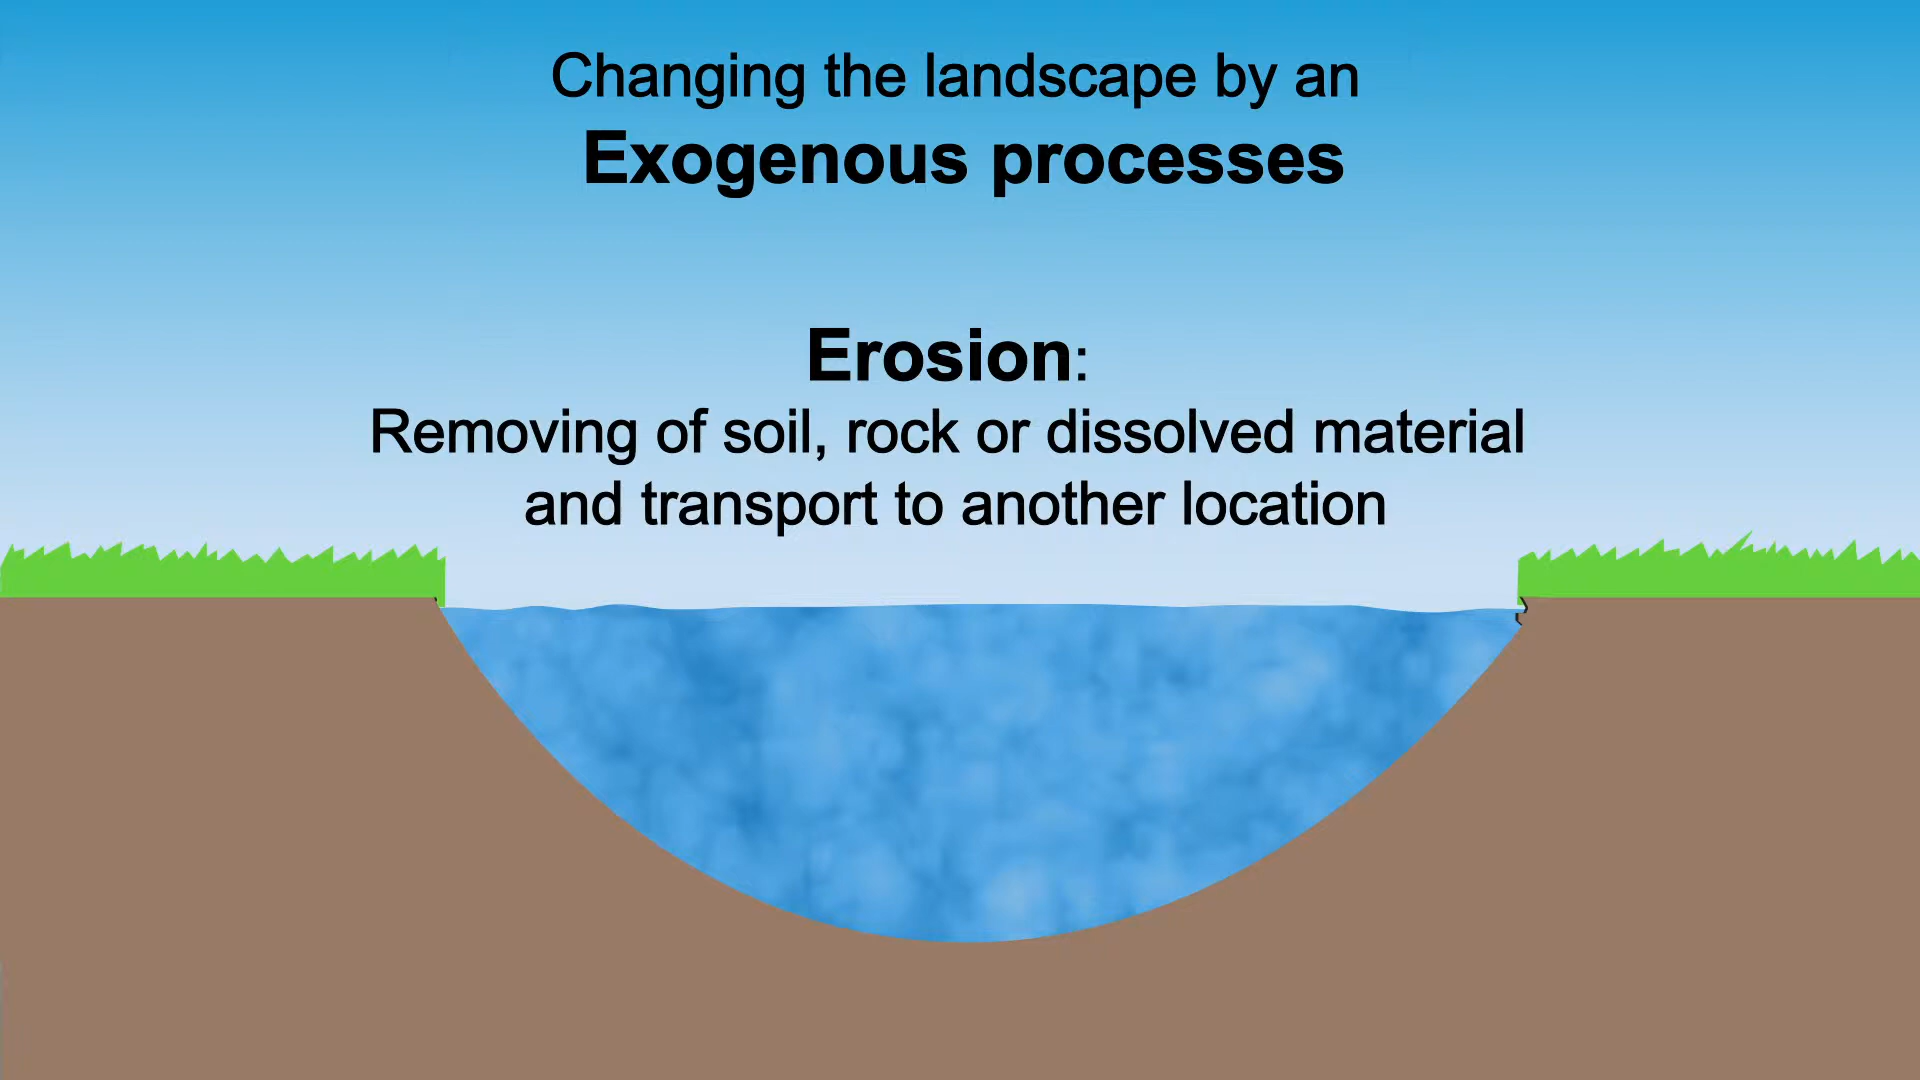 Changing the landscape by an
Exogenous processes
Erosion:
Removing of soil, rock or dissolved material
and transport to another location